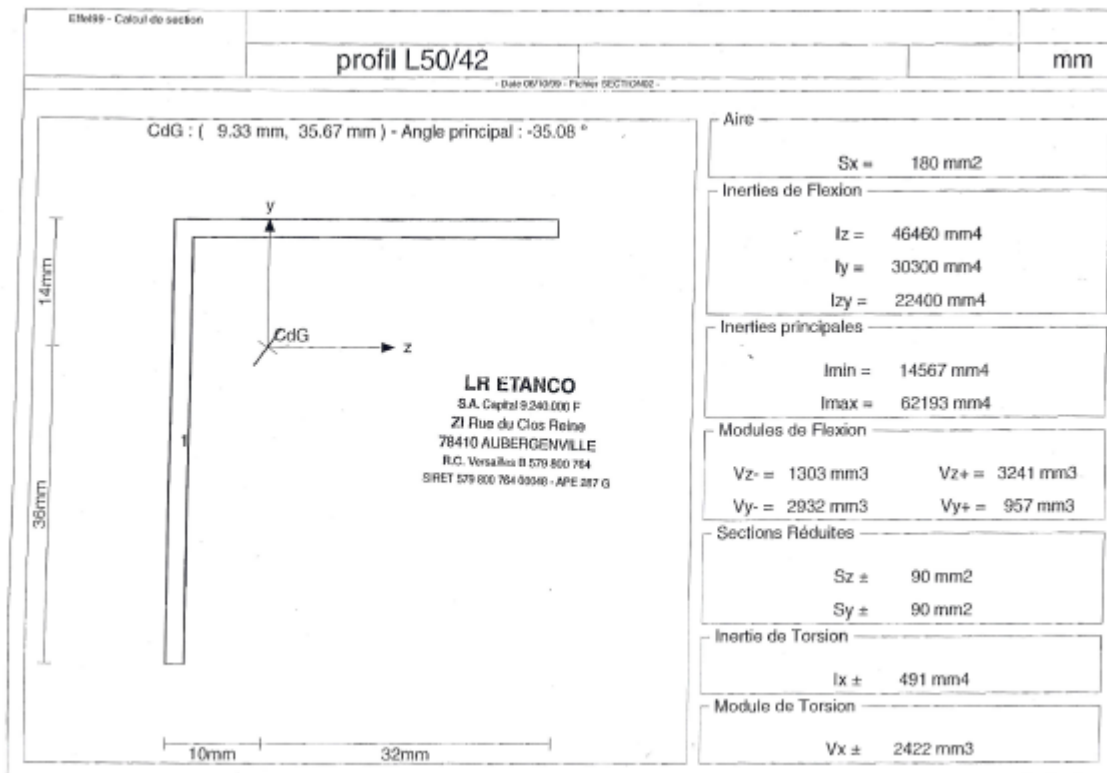 Effel99 - Calcul de section
profil L50/42
mm
- Date 06/10/99 - Fichier SECTION02 -
CdG : ( 9.33 mm, 35.67 mm ) - Angle principal : -35.08 °
y
14mm
CdG
z
36mm
10mm
32mm
LR ETANCO
S.A. Capital 9.240.000 F
ZI Rue du Clos Reine
78410 AUBERGENVILLE
R.C. Versailles B 579 800 764
SIRET 579 800 764 00048 - APE 287 G
Aire
Sx = 180 mm2
Inerties de Flexion
Iz = 46460 mm4
Iy = 30300 mm4
Izy = 22400 mm4
Inerties principales
Imin = 14567 mm4
Imax = 62193 mm4
Modules de Flexion
Vz- = 1303 mm3 Vz+ = 3241 mm3
Vy- = 2932 mm3 Vy+ = 957 mm3
Sections Réduites
Sz ± 90 mm2
Sy ± 90 mm2
Inertie de Torsion
Ix ± 491 mm4
Module de Torsion
Vx ± 2422 mm3